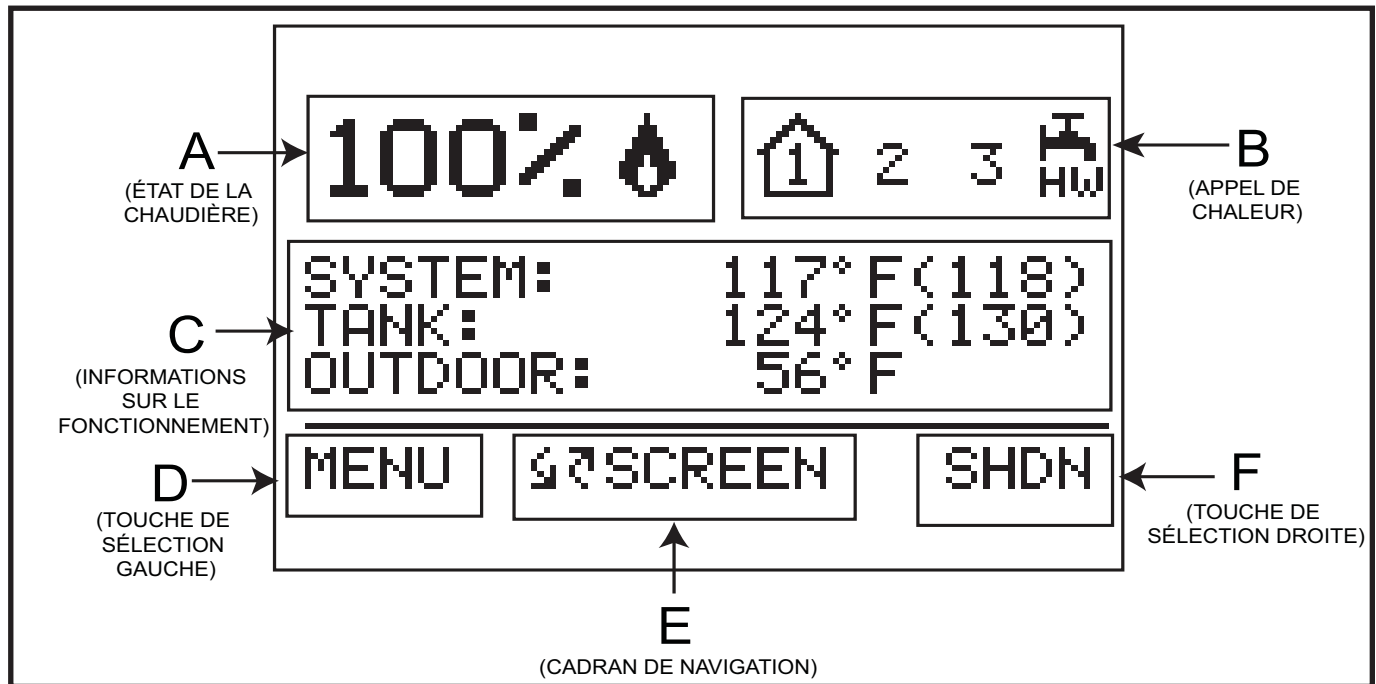 100%
1 2 3 HW
A
(ÉTAT DE LA
CHAUDIÈRE)
B
(APPEL DE
CHALEUR)
SYSTEM: 117°F(118)
TANK: 124°F(130)
OUTDOOR: 56°F
C
(INFORMATIONS
SUR LE
FONCTIONNEMENT)
MENU SCREEN SHDN
D
(TOUCHE DE
SÉLECTION
GAUCHE)
F
(TOUCHE DE
SÉLECTION DROITE)
E
(CADRAN DE NAVIGATION)